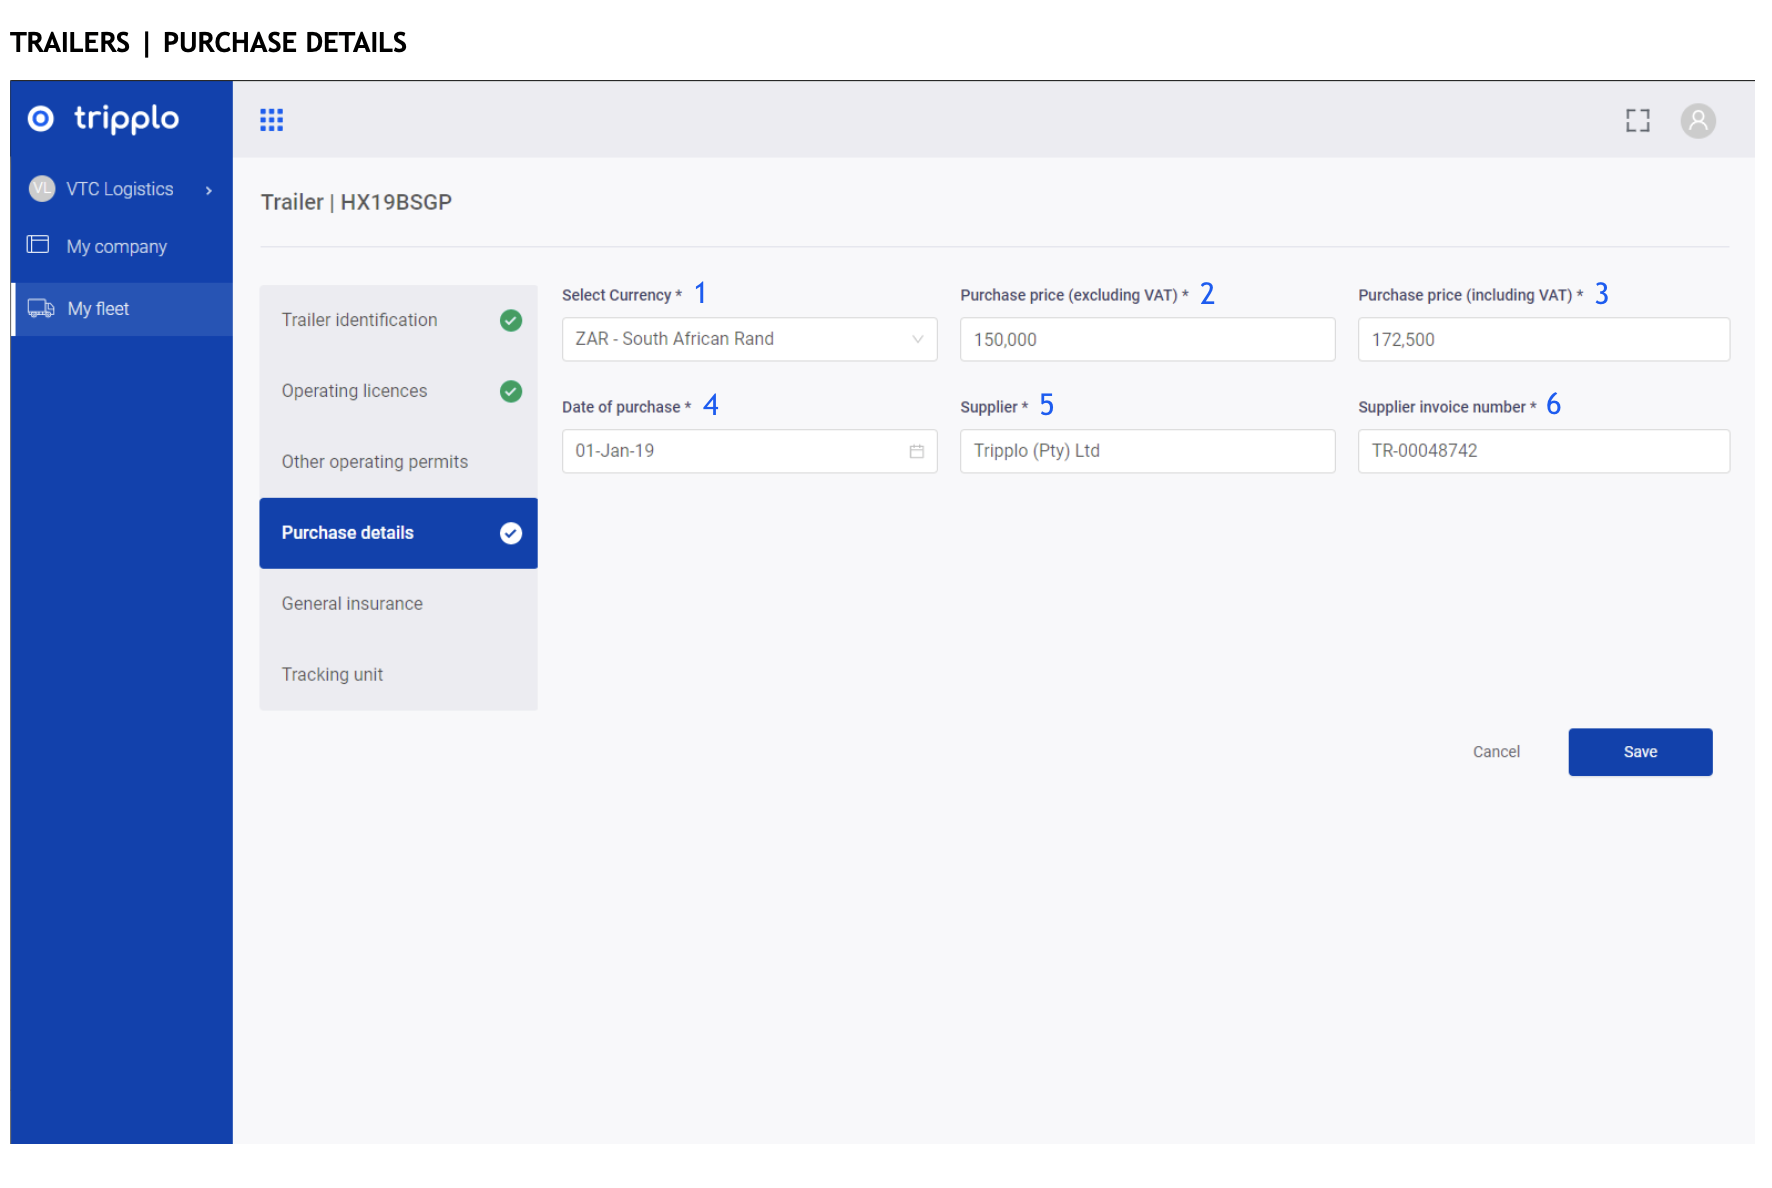 TRAILERS | PURCHASE DETAILS
tripplo
VL VTC Logistics
My company
My fleet
Trailer | HX19BSGP
Trailer identification
Operating licences
Other operating permits
Purchase details
General insurance
Tracking unit
Select Currency * 1
ZAR - South African Rand
Purchase price (excluding VAT) * 2
150,000
Purchase price (including VAT) * 3
172,500
Date of purchase * 4
01-Jan-19
Supplier * 5
Tripplo (Pty) Ltd
Supplier invoice number * 6
TR-00048742
Cancel
Save